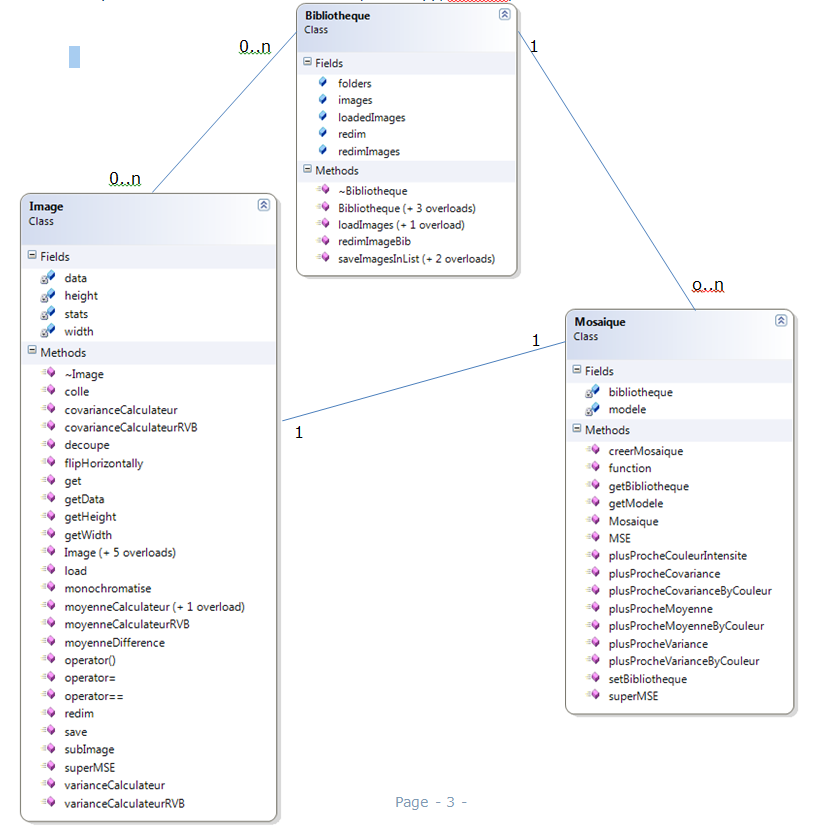 Bibliotheque
Class
Fields
folders
images
loadedImages
redim
redimImages
Methods
~Bibliotheque
Bibliotheque (+ 3 overloads)
loadImages (+ 1 overload)
redimImageBib
saveImagesInList (+ 2 overloads)
0..n
1
0..n
o..n
1
1
Image
Class
Fields
data
height
stats
width
Methods
~Image
colle
covarianceCalculateur
covarianceCalculateurRVB
decoupe
flipHorizontally
get
getData
getHeight
getWidth
Image (+ 5 overloads)
load
monochromatise
moyenneCalculateur (+ 1 overload)
moyenneCalculateurRVB
moyenneDifference
operator()
operator=
operator==
redim
save
subImage
superMSE
varianceCalculateur
varianceCalculateurRVB
Mosaique
Class
Fields
bibliotheque
modele
Methods
creerMosaique
function
getBibliotheque
getModele
Mosaique
MSE
plusProcheCouleurIntensite
plusProcheCovariance
plusProcheCovarianceByCouleur
plusProcheMoyenne
plusProcheMoyenneByCouleur
plusProcheVariance
plusProcheVarianceByCouleur
setBibliotheque
superMSE
Page - 3 -